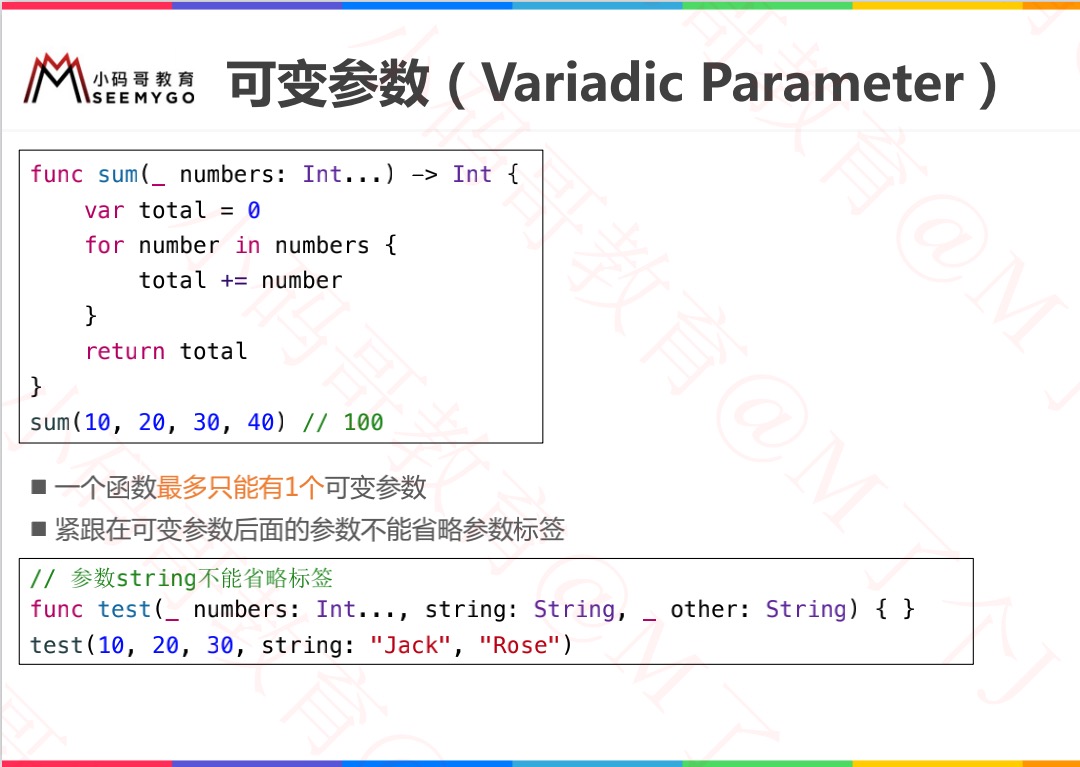 小码哥教育
SEEMYGO
可变参数（Variadic Parameter）
func sum(_ numbers: Int...) -> Int {
    var total = 0
    for number in numbers {
        total += number
    }
    return total
}
sum(10, 20, 30, 40) // 100
■ 一个函数最多只能有1个可变参数
■ 紧跟在可变参数后面的参数不能省略参数标签
// 参数string不能省略标签
func test(_ numbers: Int..., string: String, _ other: String) { }
test(10, 20, 30, string: "Jack", "Rose")
小码哥教育@M了个J